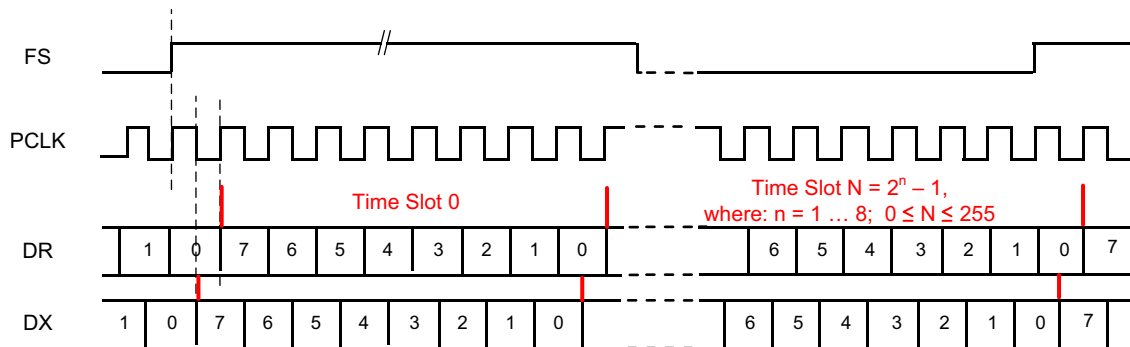 FS
PCLK
Time Slot 0
Time Slot N = 2ⁿ – 1,
where: n = 1 … 8; 0 ≤ N ≤ 255
DR 1 0 7 6 5 4 3 2 1 0 6 5 4 3 2 1 0 7
DX 1 0 7 6 5 4 3 2 1 0 6 5 4 3 2 1 0 7